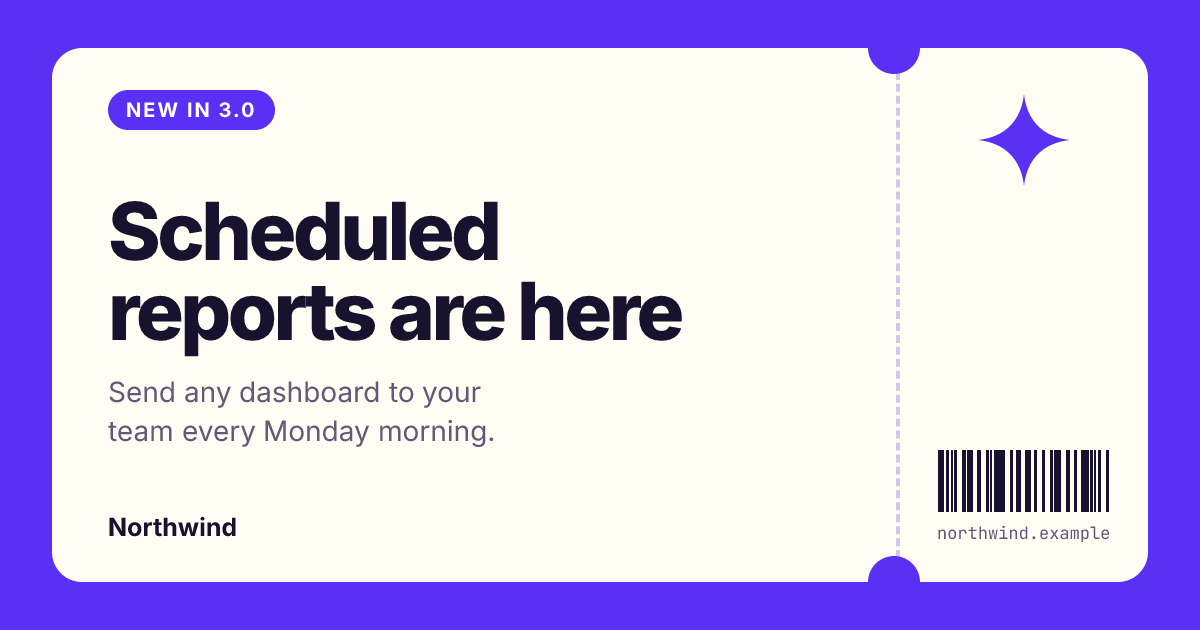 NEW IN 3.0
Scheduled
reports are here
Send any dashboard to your
team every Monday morning.
Northwind
northwind.example